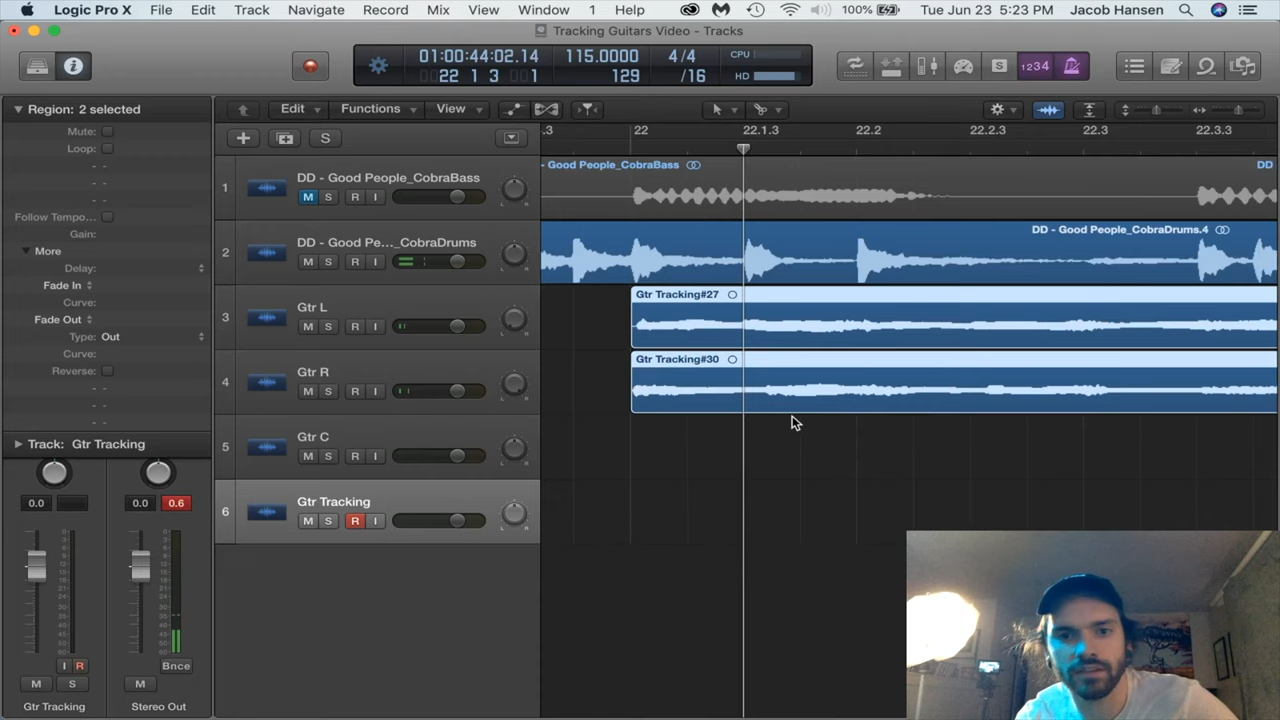 Logic Pro X File Edit Track Navigate Record Mix View Window 1 Help 100% Tue Jun 23 5:23 PM Jacob Hansen
Tracking Guitars Video - Tracks
01:00:44:02.14 115.0000 4/4 CPU
22 1 3 1 129 /16 HD
S 1234
Region: 2 selected
Mute:
Loop:
Follow Tempo...
Gain:
More
Delay:
Fade In
Curve:
Fade Out
Type: Out
Curve:
Reverse:
Track: Gtr Tracking
0.0 0.0 0.6
I R Bnce
M S M
Gtr Tracking Stereo Out
Edit Functions View
S
.3 22 22.1.3 22.2 22.2.3 22.3 22.3.3
1 DD - Good People_CobraBass
M S R I
- Good People_CobraBass DD
2 DD - Good Pe..._CobraDrums
M S R I
DD - Good People_CobraDrums.4
3 Gtr L
M S R I
Gtr Tracking#27
4 Gtr R
M S R I
Gtr Tracking#30
5 Gtr C
M S R I
6 Gtr Tracking
M S R I